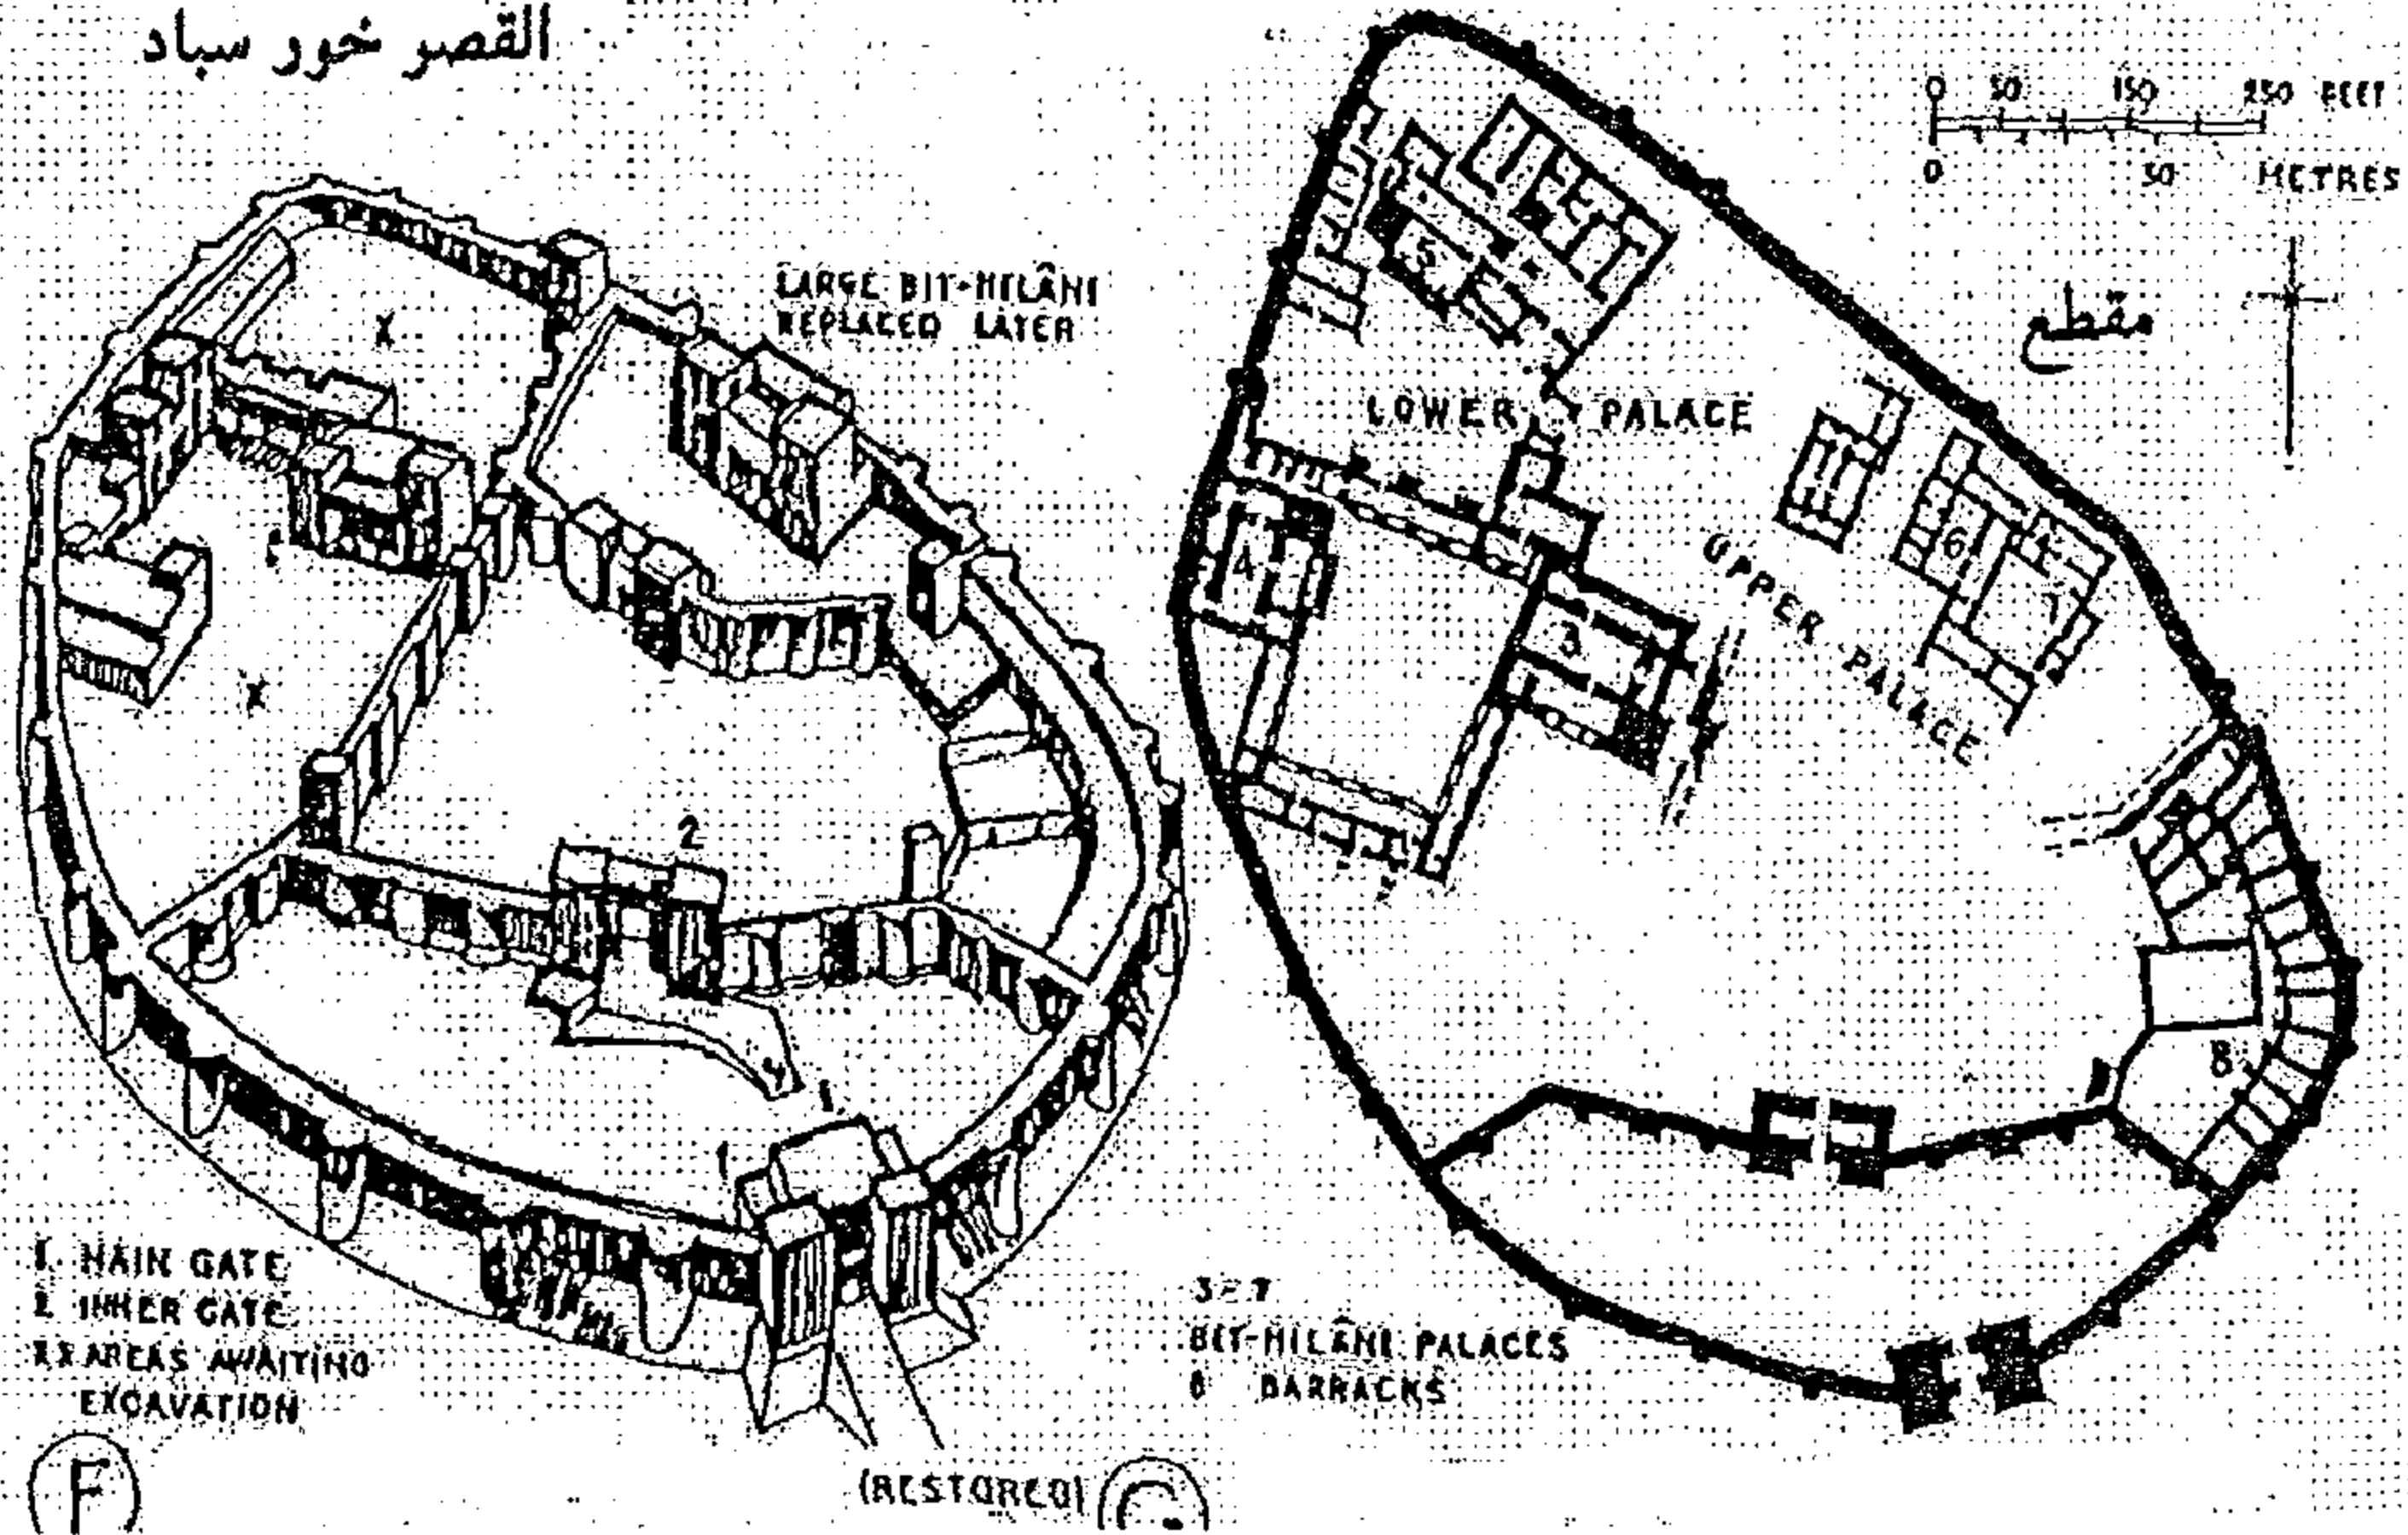 القصر خور سباد
LARGE BIT-HILÂNI
REPLACED LATER
X
X
2
1
1. MAIN GATE
2 INNER GATE
XX AREAS AWAITING
EXCAVATION
F
(RESTORED)
G
0 50 150 250 FEET
0 50 METRES
مقطع
5
LOWER PALACE
4
3
UPPER PALACE
6
7
8
3-7
BIT-HILÂNI PALACES
8 BARRACKS